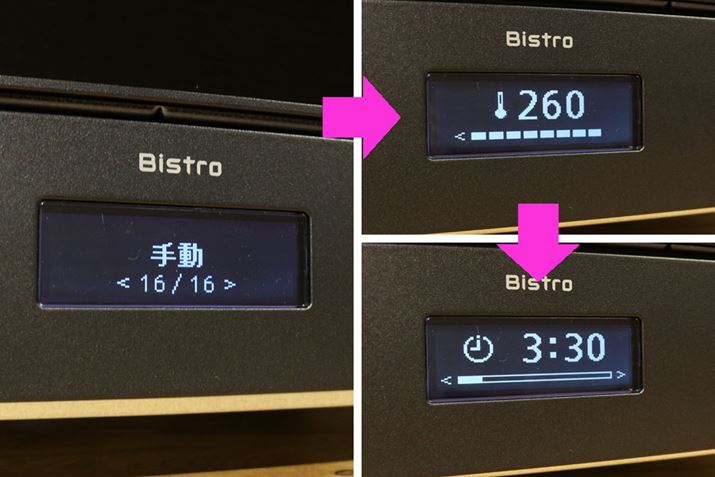 Bistro
手動
< 16/16 >
Bistro
260
<
Bistro
3:30
< >